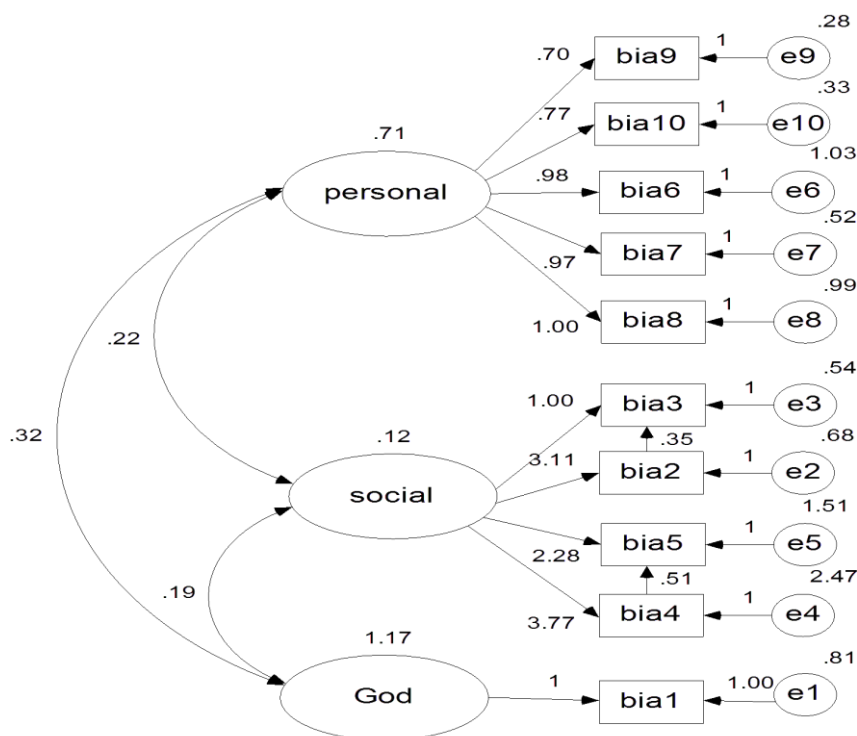 .28
.70 bia9 1 e9
.33
.77 bia10 1 e10
.71
1.03
personal .98 bia6 1 e6
.52
bia7 1 e7
.97
.99
1.00 bia8 1 e8
.22
.54
1.00 bia3 1 e3
.32
.12
.35 .68
3.11 bia2 1 e2
social
1.51
bia5 1 e5
2.28
.51 2.47
.19
3.77 bia4 1 e4
1.17
.81
God 1 bia1 1.00 e1